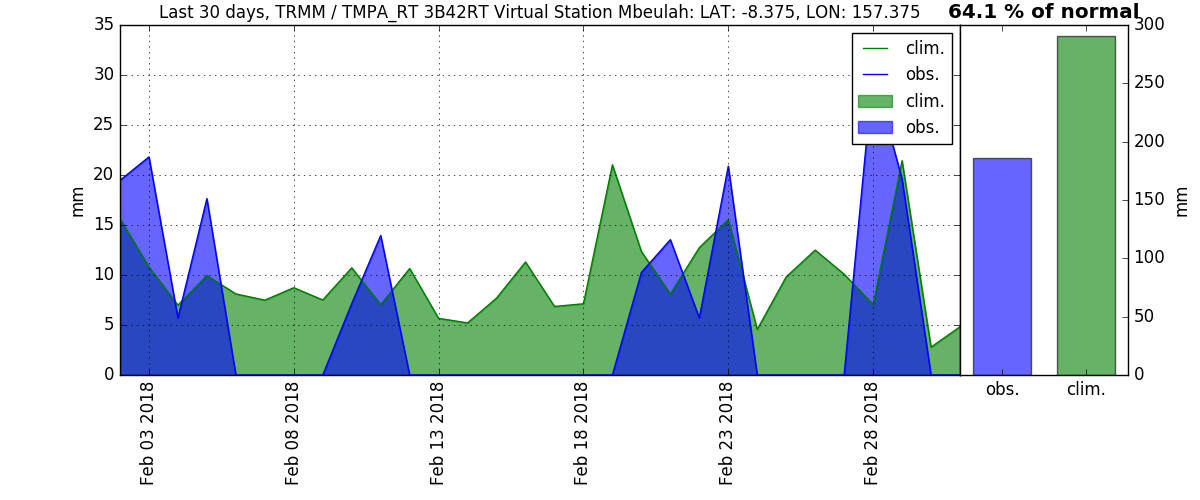 Last 30 days, TRMM / TMPA_RT 3B42RT Virtual Station Mbeulah: LAT: -8.375, LON: 157.375
64.1 % of normal
35
30
25
20
15
10
5
0
mm
clim.
obs.
clim.
obs.
300
250
200
150
100
50
0
mm
obs.
clim.
Feb 03 2018
Feb 08 2018
Feb 13 2018
Feb 18 2018
Feb 23 2018
Feb 28 2018